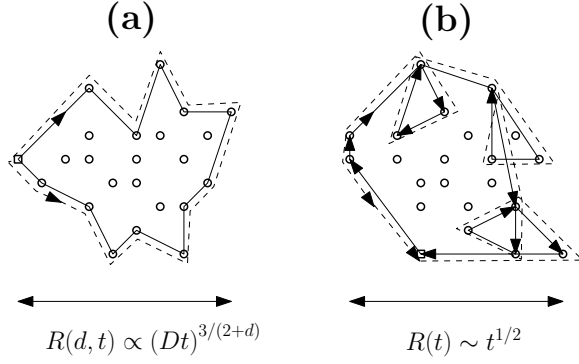 (a) (b)
R(d, t) ∝ (Dt)^{3/(2+d)} R(t) ∼ t^{1/2}